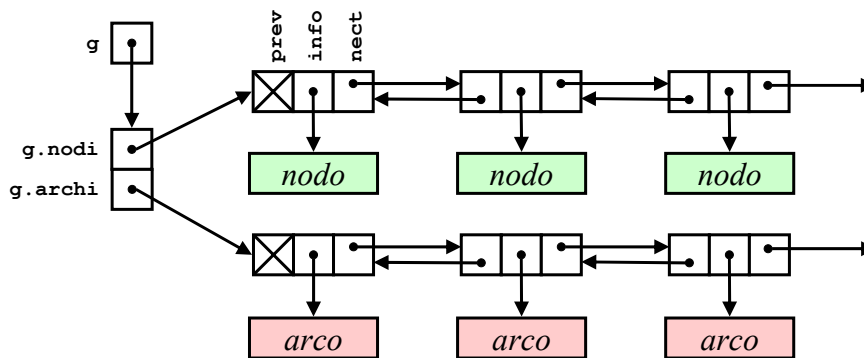 g
prev
info
nect
g.nodi
g.archi
nodo
nodo
nodo
arco
arco
arco